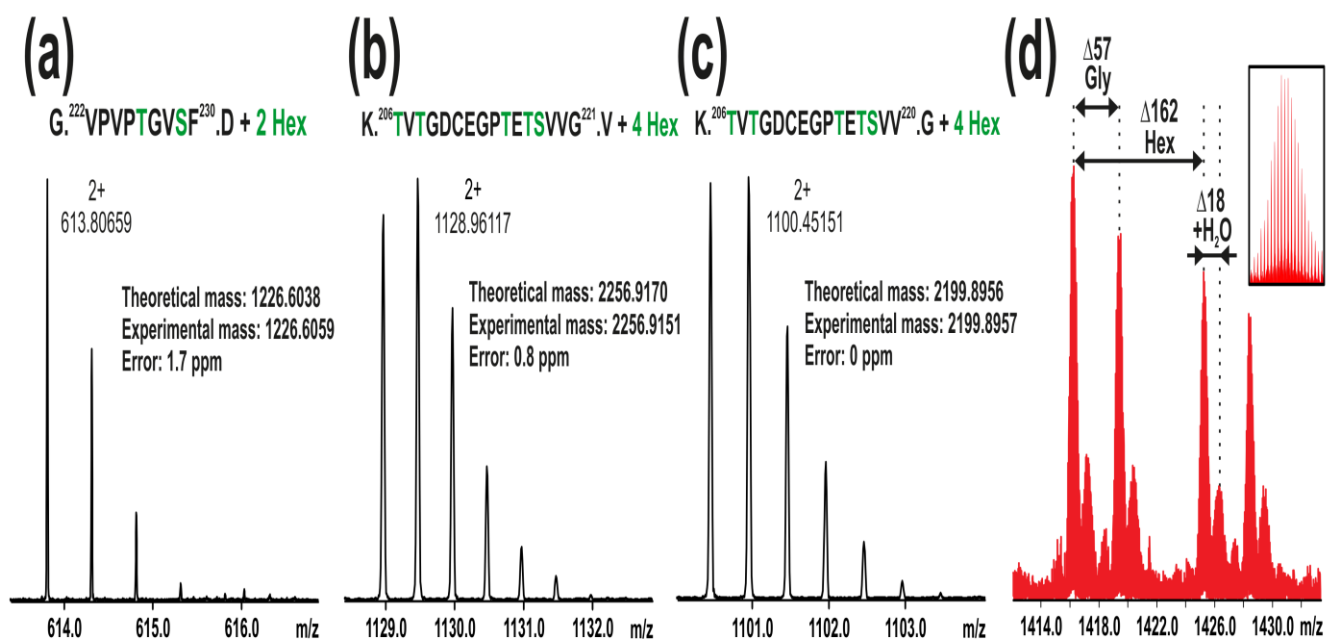 (a)
G.²²²VPVPTGVSF²³⁰.D + 2 Hex
2+
613.80659
Theoretical mass: 1226.6038
Experimental mass: 1226.6059
Error: 1.7 ppm
614.0 615.0 616.0 m/z
(b)
K.²⁰⁶TVTGDCEGPTETSVVG²²¹.V + 4 Hex
2+
1128.96117
Theoretical mass: 2256.9170
Experimental mass: 2256.9151
Error: 0.8 ppm
1129.0 1130.0 1131.0 1132.0 m/z
(c)
K.²⁰⁶TVTGDCEGPTETSVV²²⁰.G + 4 Hex
2+
1100.45151
Theoretical mass: 2199.8956
Experimental mass: 2199.8957
Error: 0 ppm
1101.0 1102.0 1103.0 m/z
(d)
Δ57
Gly
Δ162
Hex
Δ18
+H₂O
1414.0 1418.0 1422.0 1426.0 1430.0 m/z